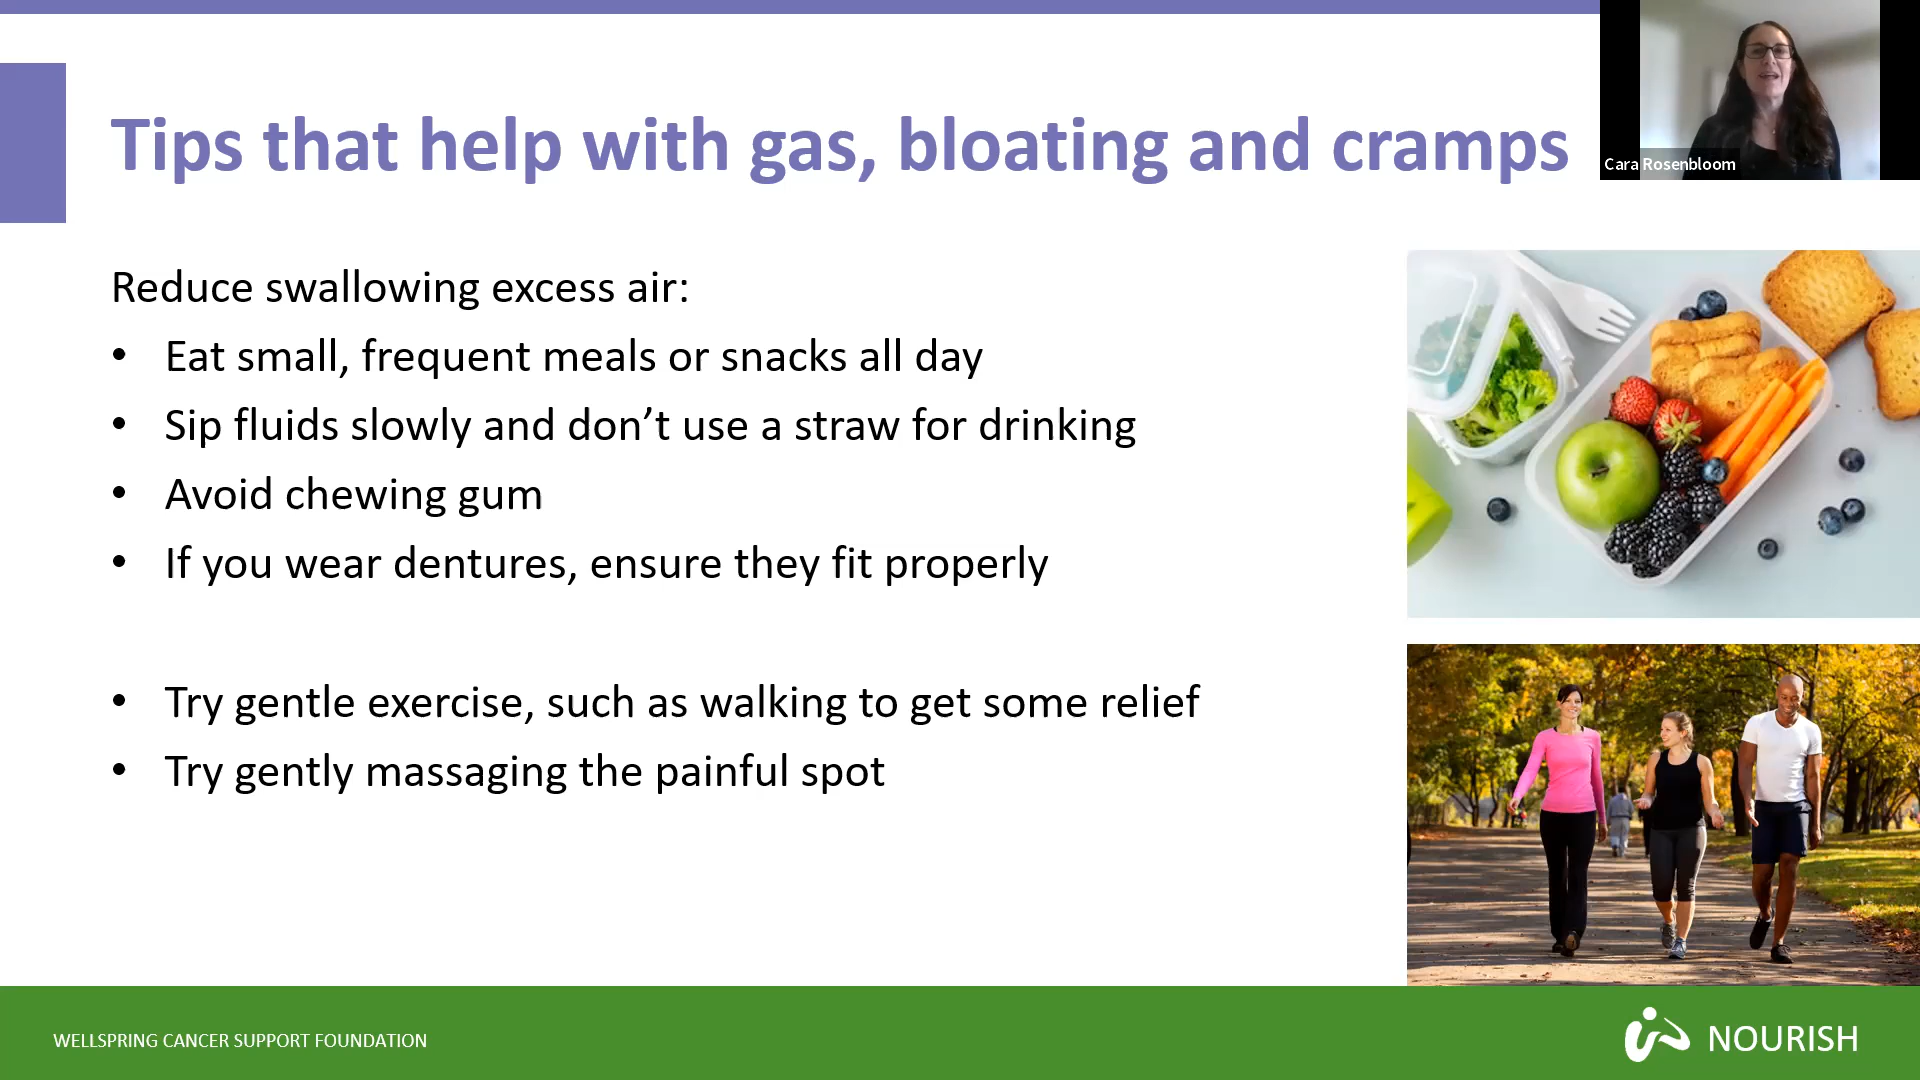 Tips that help with gas, bloating and cramps
Cara Rosenbloom
Reduce swallowing excess air:
• Eat small, frequent meals or snacks all day
• Sip fluids slowly and don’t use a straw for drinking
• Avoid chewing gum
• If you wear dentures, ensure they fit properly
• Try gentle exercise, such as walking to get some relief
• Try gently massaging the painful spot
WELLSPRING CANCER SUPPORT FOUNDATION
NOURISH